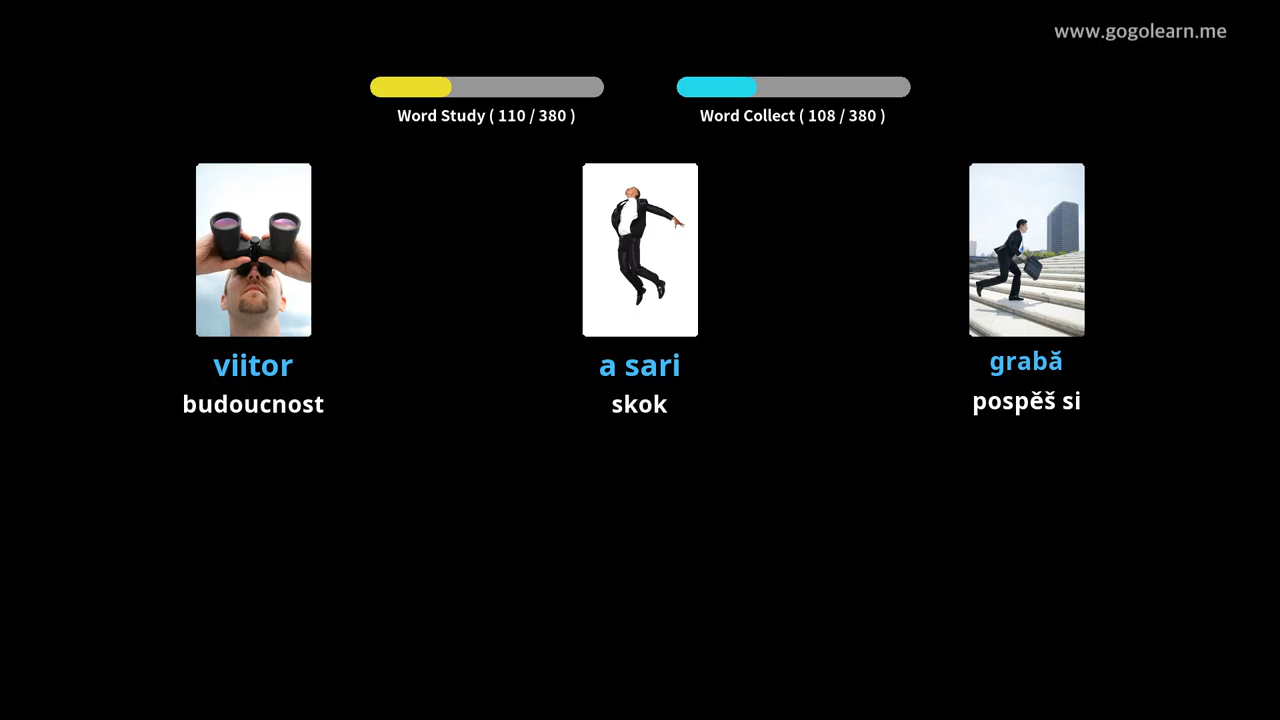 www.gogolearn.me
Word Study ( 110 / 380 )
Word Collect ( 108 / 380 )
viitor
budoucnost
a sari
skok
grabă
pospěš si